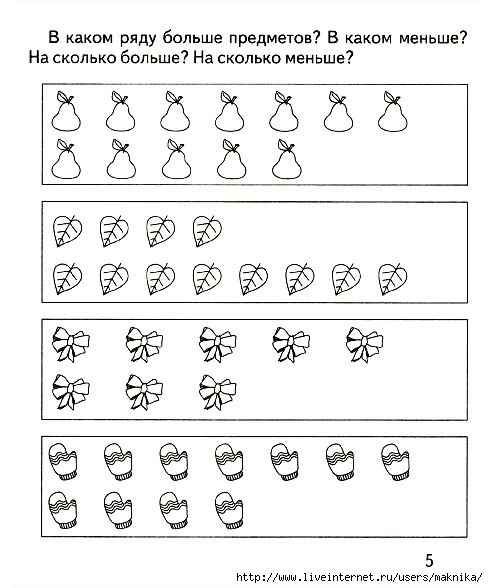 В каком ряду больше предметов? В каком меньше?
На сколько больше? На сколько меньше?
5
http://www.liveinternet.ru/users/maknika/